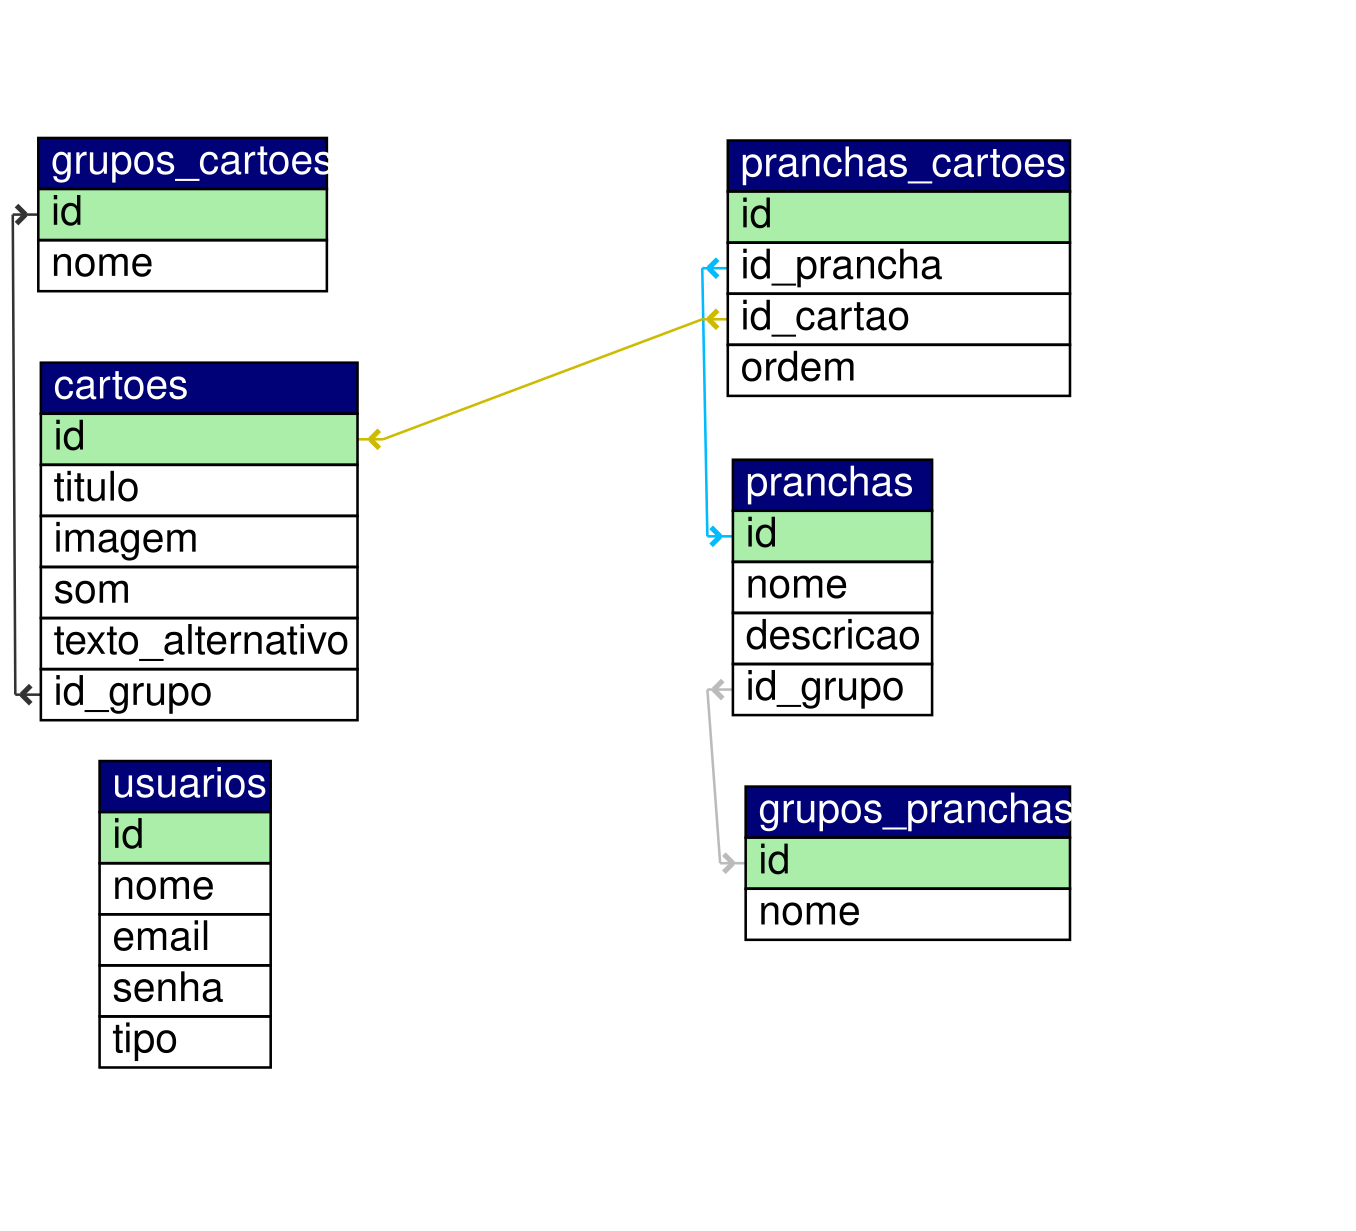 grupos_cartoes
id
nome
cartoes
id
titulo
imagem
som
texto_alternativo
id_grupo
usuarios
id
nome
email
senha
tipo
pranchas_cartoes
id
id_prancha
id_cartao
ordem
pranchas
id
nome
descricao
id_grupo
grupos_pranchas
id
nome